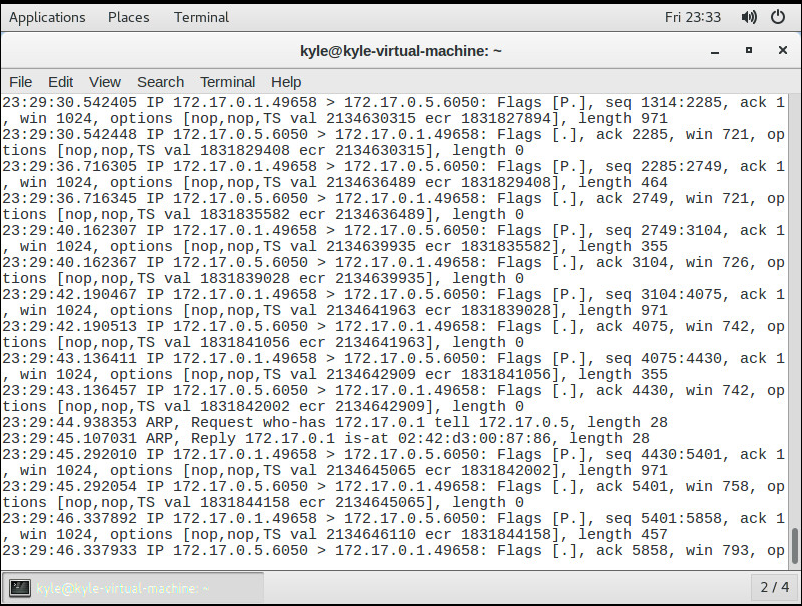 Applications Places Terminal Fri 23:33
kyle@kyle-virtual-machine: ~
File Edit View Search Terminal Help
23:29:30.542405 IP 172.17.0.1.49658 > 172.17.0.5.6050: Flags [P.], seq 1314:2285, ack 1
, win 1024, options [nop,nop,TS val 2134630315 ecr 1831827894], length 971
23:29:30.542448 IP 172.17.0.5.6050 > 172.17.0.1.49658: Flags [.], ack 2285, win 721, op
tions [nop,nop,TS val 1831829408 ecr 2134630315], length 0
23:29:36.716305 IP 172.17.0.1.49658 > 172.17.0.5.6050: Flags [P.], seq 2285:2749, ack 1
, win 1024, options [nop,nop,TS val 2134636489 ecr 1831829408], length 464
23:29:36.716345 IP 172.17.0.5.6050 > 172.17.0.1.49658: Flags [.], ack 2749, win 721, op
tions [nop,nop,TS val 1831835582 ecr 2134636489], length 0
23:29:40.162307 IP 172.17.0.1.49658 > 172.17.0.5.6050: Flags [P.], seq 2749:3104, ack 1
, win 1024, options [nop,nop,TS val 2134639935 ecr 1831835582], length 355
23:29:40.162367 IP 172.17.0.5.6050 > 172.17.0.1.49658: Flags [.], ack 3104, win 726, op
tions [nop,nop,TS val 1831839028 ecr 2134639935], length 0
23:29:42.190467 IP 172.17.0.1.49658 > 172.17.0.5.6050: Flags [P.], seq 3104:4075, ack 1
, win 1024, options [nop,nop,TS val 2134641963 ecr 1831839028], length 971
23:29:42.190513 IP 172.17.0.5.6050 > 172.17.0.1.49658: Flags [.], ack 4075, win 742, op
tions [nop,nop,TS val 1831841056 ecr 2134641963], length 0
23:29:43.136411 IP 172.17.0.1.49658 > 172.17.0.5.6050: Flags [P.], seq 4075:4430, ack 1
, win 1024, options [nop,nop,TS val 2134642909 ecr 1831841056], length 355
23:29:43.136457 IP 172.17.0.5.6050 > 172.17.0.1.49658: Flags [.], ack 4430, win 742, op
tions [nop,nop,TS val 1831842002 ecr 2134642909], length 0
23:29:44.938353 ARP, Request who-has 172.17.0.1 tell 172.17.0.5, length 28
23:29:45.107031 ARP, Reply 172.17.0.1 is-at 02:42:d3:00:87:86, length 28
23:29:45.292010 IP 172.17.0.1.49658 > 172.17.0.5.6050: Flags [P.], seq 4430:5401, ack 1
, win 1024, options [nop,nop,TS val 2134645065 ecr 1831842002], length 971
23:29:45.292054 IP 172.17.0.5.6050 > 172.17.0.1.49658: Flags [.], ack 5401, win 758, op
tions [nop,nop,TS val 1831844158 ecr 2134645065], length 0
23:29:46.337892 IP 172.17.0.1.49658 > 172.17.0.5.6050: Flags [P.], seq 5401:5858, ack 1
, win 1024, options [nop,nop,TS val 2134646110 ecr 1831844158], length 457
23:29:46.337933 IP 172.17.0.5.6050 > 172.17.0.1.49658: Flags [.], ack 5858, win 793, op
kyle@kyle-virtual-machine: ~ 2 / 4